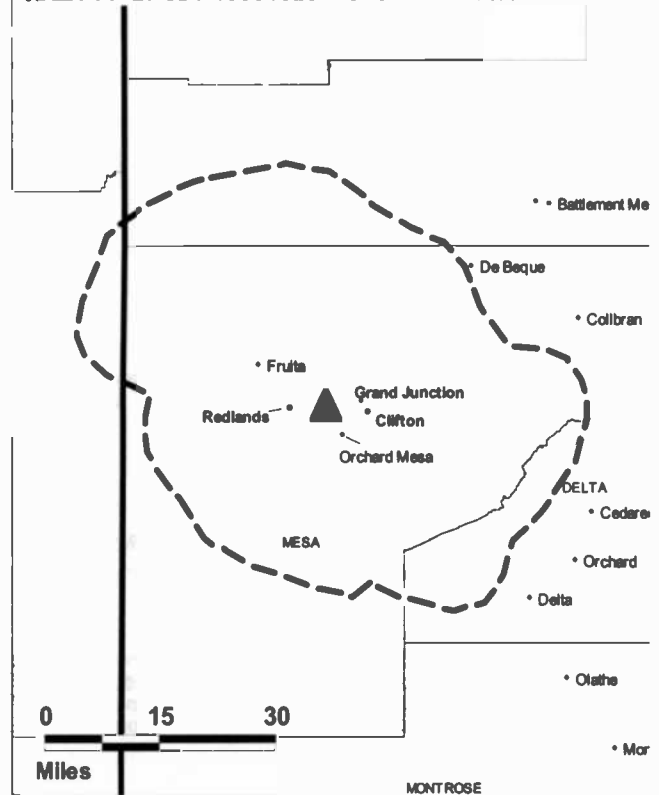 Battlement Me
De Beque
Collbran
Fruita
Grand Junction
Redlands
Clifton
Orchard Mesa
DELTA
Cedare
MESA
Orchard
Delta
Olathe
0 15 30
Mor
Miles
MONTROSE